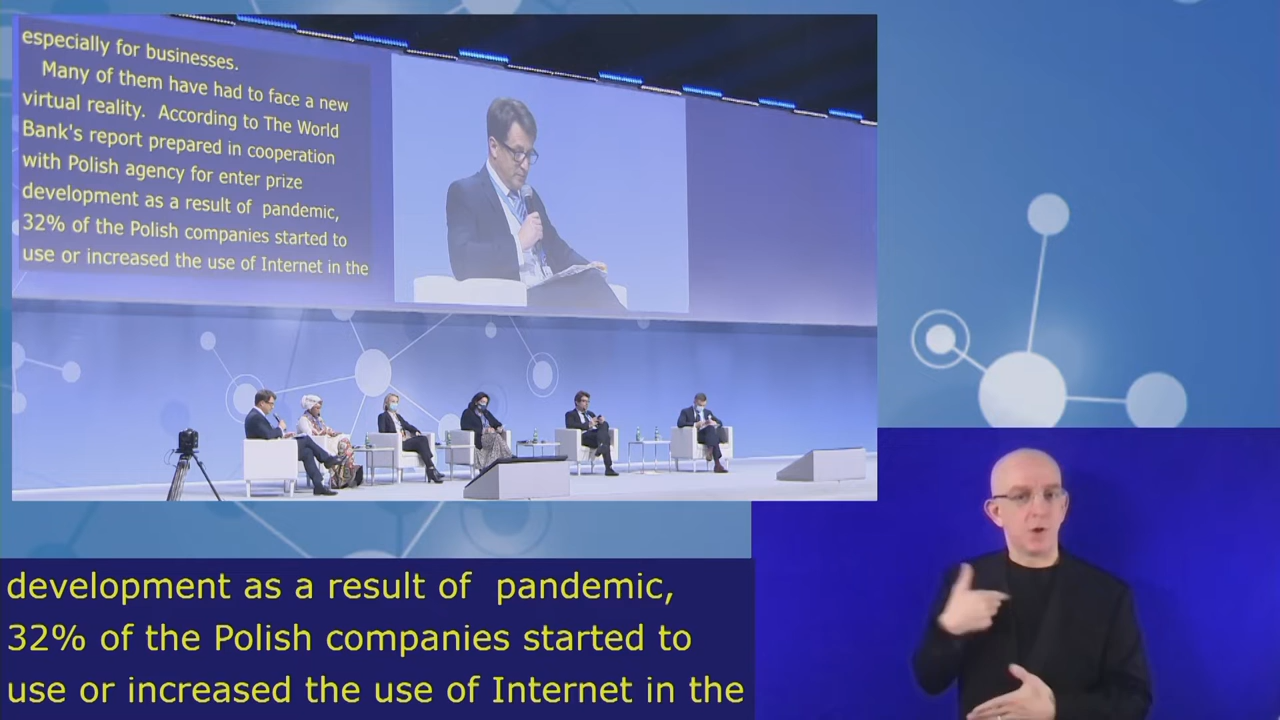 especially for businesses.
Many of them have had to face a new
virtual reality.  According to The World
Bank's report prepared in cooperation
with Polish agency for enter prize
development as a result of  pandemic,
32% of the Polish companies started to
use or increased the use of Internet in the
development as a result of  pandemic,
32% of the Polish companies started to
use or increased the use of Internet in the